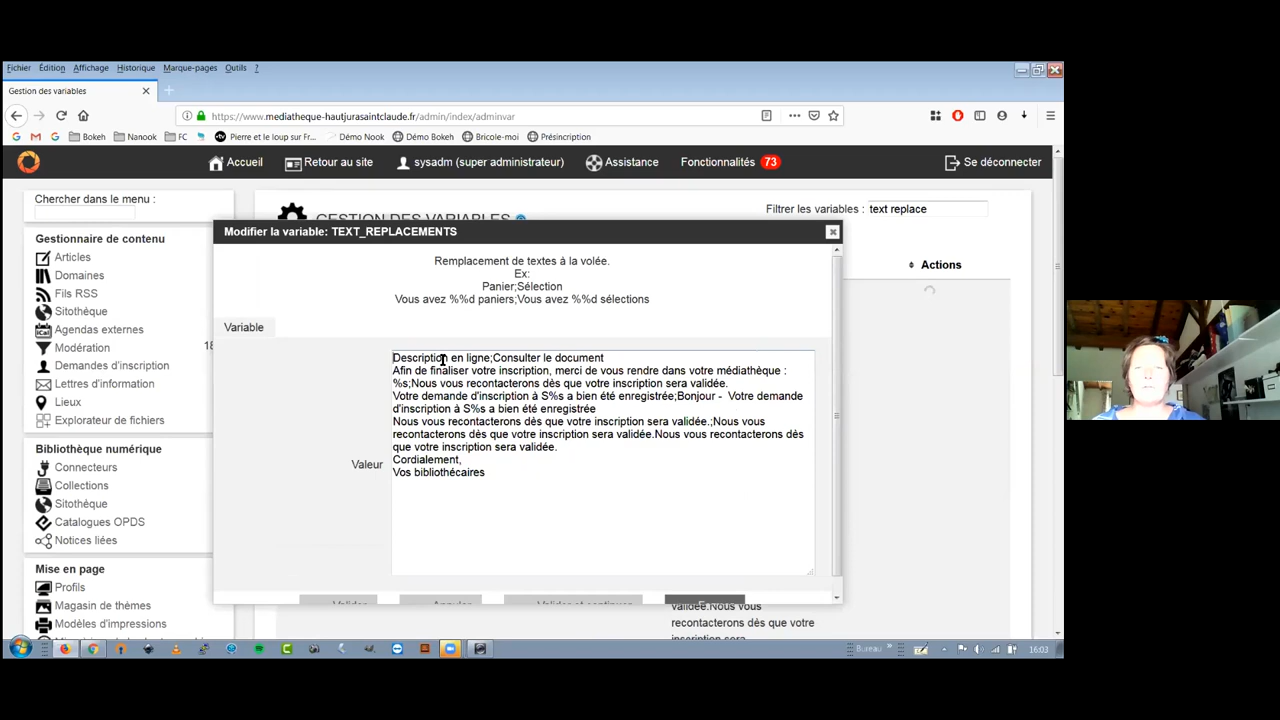 Fichier Édition Affichage Historique Marque-pages Outils ?
Gestion des variables
https://www.mediatheque-hautjurasaintclaude.fr/admin/index/adminvar
Bokeh Nanook FC Pierre et le loup sur Fr... Démo Nook Démo Bokeh Bricole-moi Présincription
Accueil Retour au site sysadm (super administrateur) Assistance Fonctionnalités 73 Se déconnecter
Chercher dans le menu :
Gestionnaire de contenu
Articles
Domaines
Fils RSS
Sitothèque
Agendas externes
Modération 18
Demandes d'inscription
Lettres d'information
Lieux
Explorateur de fichiers
Bibliothèque numérique
Connecteurs
Collections
Sitothèque
Catalogues OPDS
Notices liées
Mise en page
Profils
Magasin de thèmes
Modèles d'impressions
GESTION DES VARIABLES
Filtrer les variables : text replace
Actions
Modifier la variable: TEXT_REPLACEMENTS
Remplacement de textes à la volée.
Ex:
Panier;Sélection
Vous avez %%d paniers;Vous avez %%d sélections
Variable
Valeur
Description en ligne;Consulter le document
Afin de finaliser votre inscription, merci de vous rendre dans votre médiathèque :
%s;Nous vous recontacterons dès que votre inscription sera validée.
Votre demande d'inscription à S%s a bien été enregistrée;Bonjour - Votre demande
d'inscription à S%s a bien été enregistrée
Nous vous recontacterons dès que votre inscription sera validée.;Nous vous
recontacterons dès que votre inscription sera validée.Nous vous recontacterons dès
que votre inscription sera validée.
Cordialement,
Vos bibliothécaires
validée.Nous vous
recontacterons dès que votre
inscription sera
Bureau »
16:03